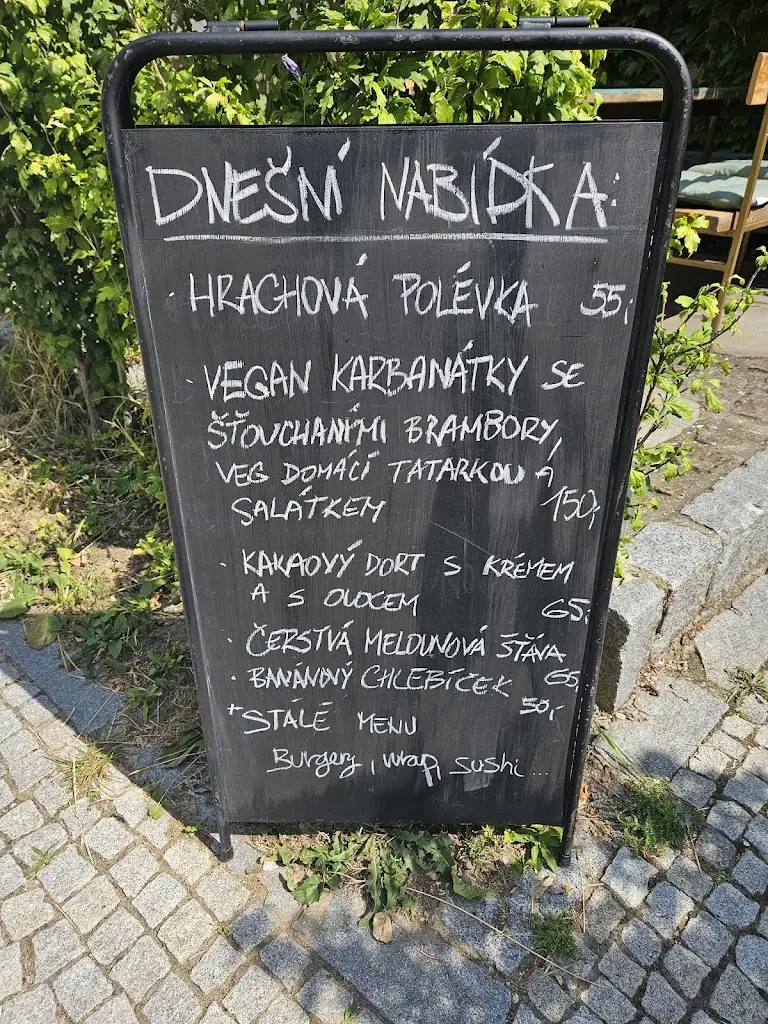 DNEŠNÍ NABÍDKA:
· HRACHOVÁ POLÉVKA 55,-
· VEGAN KARBANÁTKY SE
ŠŤOUCHANÝMI BRAMBORY,
VEG DOMÁCÍ TATARKOU A
SALÁTKEM 150,-
· KAKAOVÝ DORT S KRÉMEM
A S OVOCEM 65,-
· ČERSTVÁ MELOUNOVÁ ŠŤÁVA
65,-
· BANÁNOVÝ CHLEBÍČEK
50,-
+ STÁLÉ MENU
Burgery, wrap, sushi...